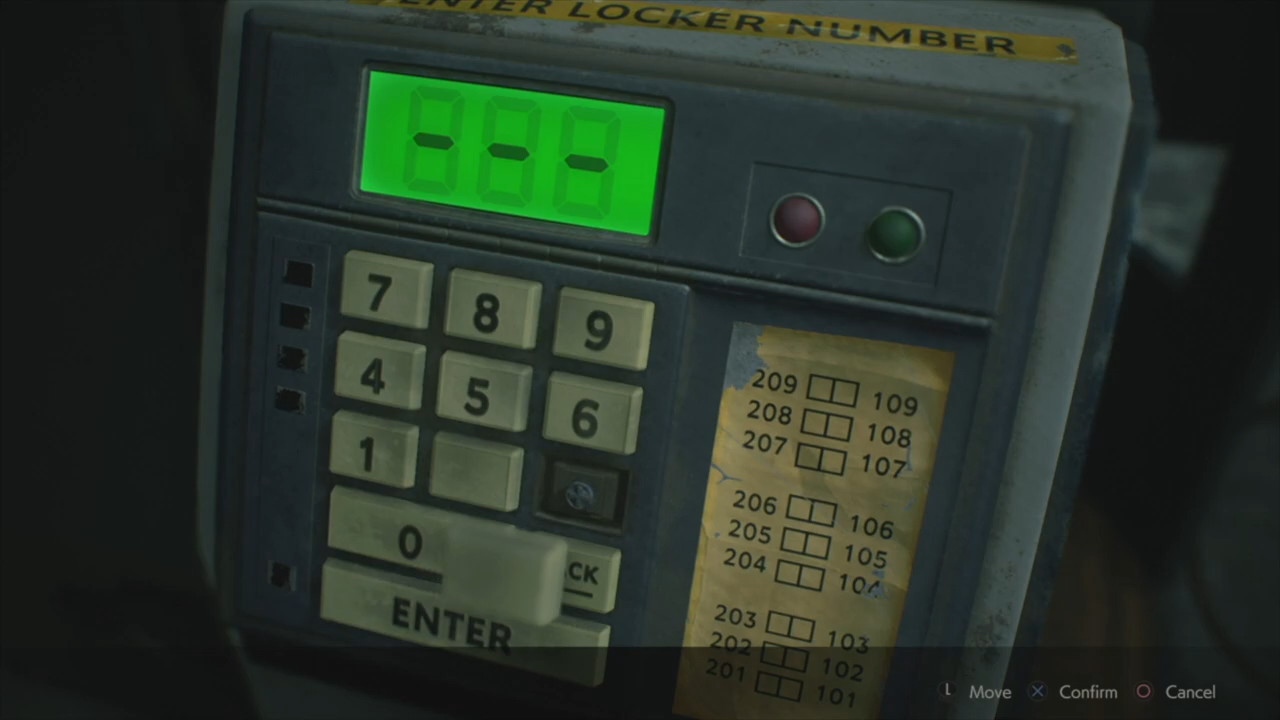 ENTER LOCKER NUMBER
- - -
7 8 9
4 5 6
1
0 CK
ENTER
209 109
208 108
207 107
206 106
205 105
204 104
203 103
202 102
201 101
L Move Confirm Cancel